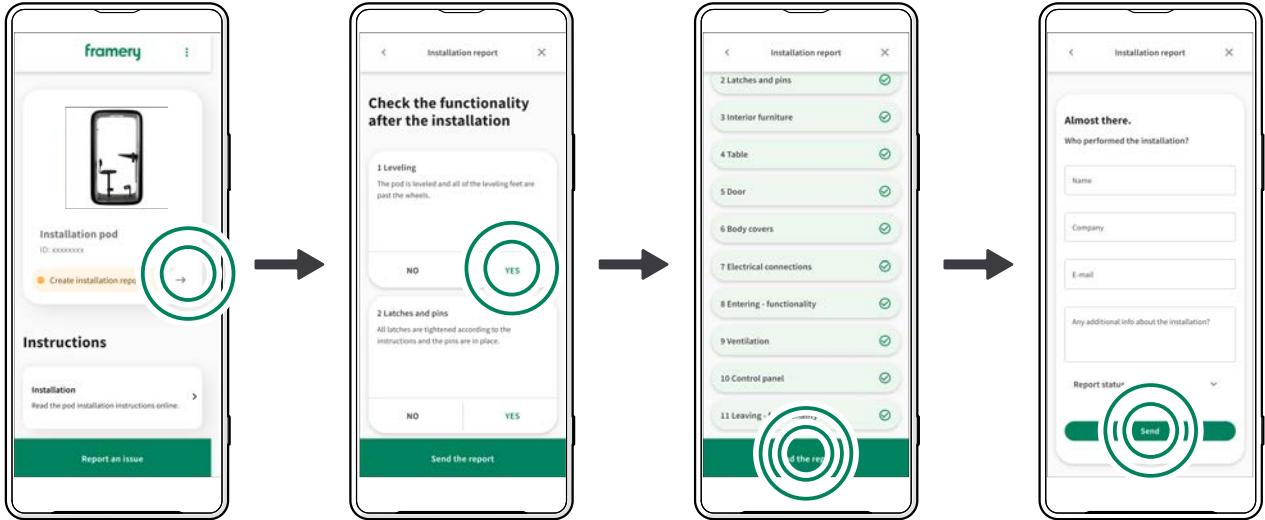 framery
Installation pod
ID: xxxxxxxx
Create installation repo
Instructions
Installation
Read the pod installation instructions online.
Report an issue
Installation report
Check the functionality
after the installation
1 Leveling
The pod is leveled and all of the leveling feet are
past the wheels.
NO
YES
2 Latches and pins
All latches are tightened according to the
instructions and the pins are in place.
NO
YES
Send the report
Installation report
2 Latches and pins
3 Interior furniture
4 Table
5 Door
6 Body covers
7 Electrical connections
8 Entering - functionality
9 Ventilation
10 Control panel
11 Leaving -
d the rep
Installation report
Almost there.
Who performed the installation?
Name
Company
E-mail
Any additional info about the installation?
Report status
Send